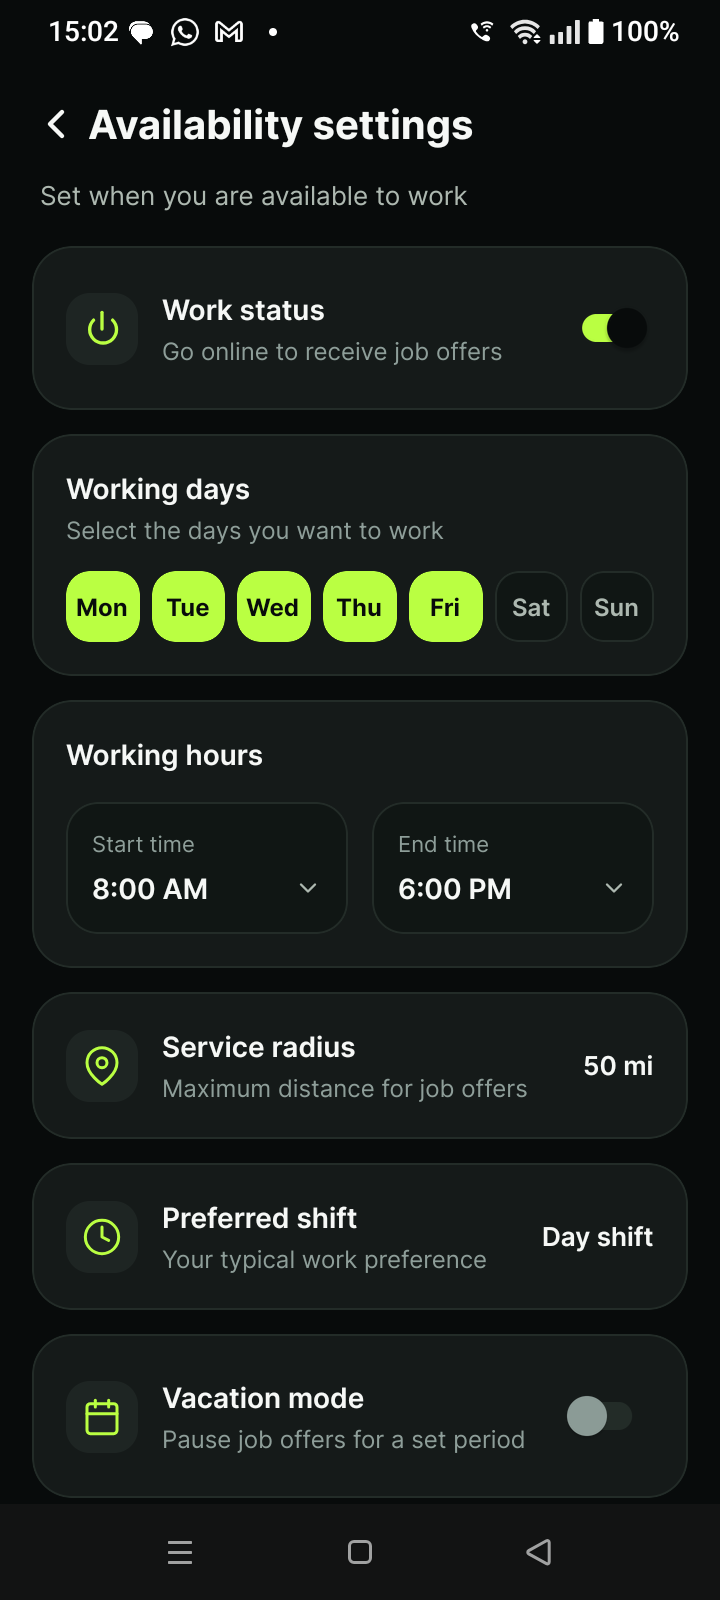 15:02 100%
Availability settings
Set when you are available to work
Work status
Go online to receive job offers
Working days
Select the days you want to work
Mon Tue Wed Thu Fri Sat Sun
Working hours
Start time End time
8:00 AM 6:00 PM
Service radius
Maximum distance for job offers
50 mi
Preferred shift
Your typical work preference
Day shift
Vacation mode
Pause job offers for a set period